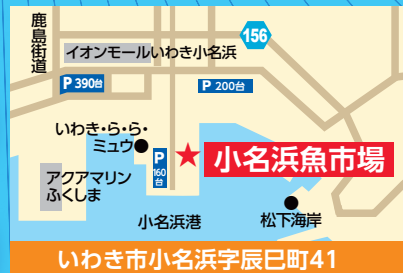 鹿島街道
156
イオンモールいわき小名浜
P 390台
P 200台
いわき・ら・ら・
ミュウ
P
160
台
小名浜魚市場
アクアマリン
ふくしま
小名浜港
松下海岸
いわき市小名浜字辰巳町41